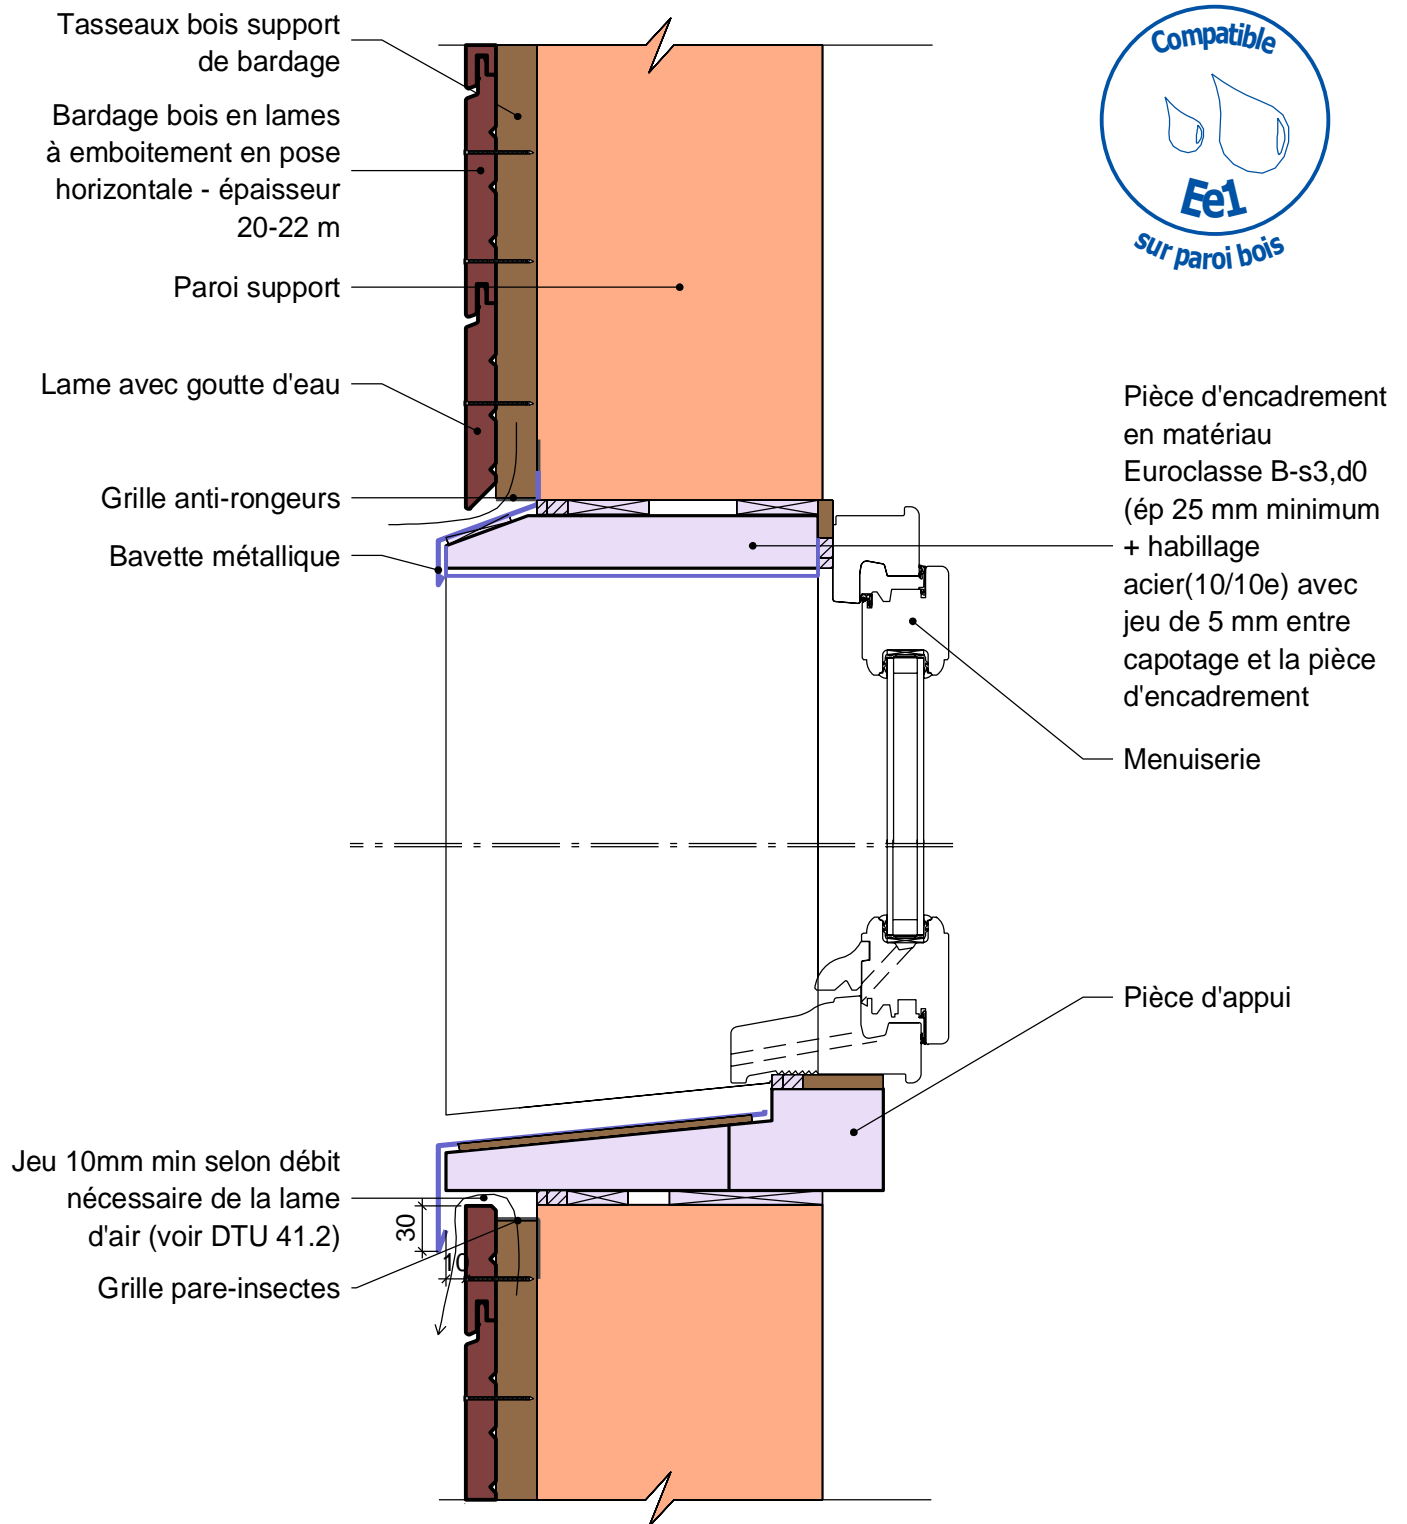 Tasseaux bois support
de bardage
Bardage bois en lames
à emboitement en pose
horizontale - épaisseur
20-22 m
Paroi support
Lame avec goutte d'eau
Grille anti-rongeurs
Bavette métallique
Compatible
Ee1
sur paroi bois
Pièce d'encadrement
en matériau
Euroclasse B-s3,d0
(ép 25 mm minimum
+ habillage
acier(10/10e) avec
jeu de 5 mm entre
capotage et la pièce
d'encadrement
Menuiserie
Pièce d'appui
Jeu 10mm min selon débit
nécessaire de la lame
d'air (voir DTU 41.2)
Grille pare-insectes
30
10